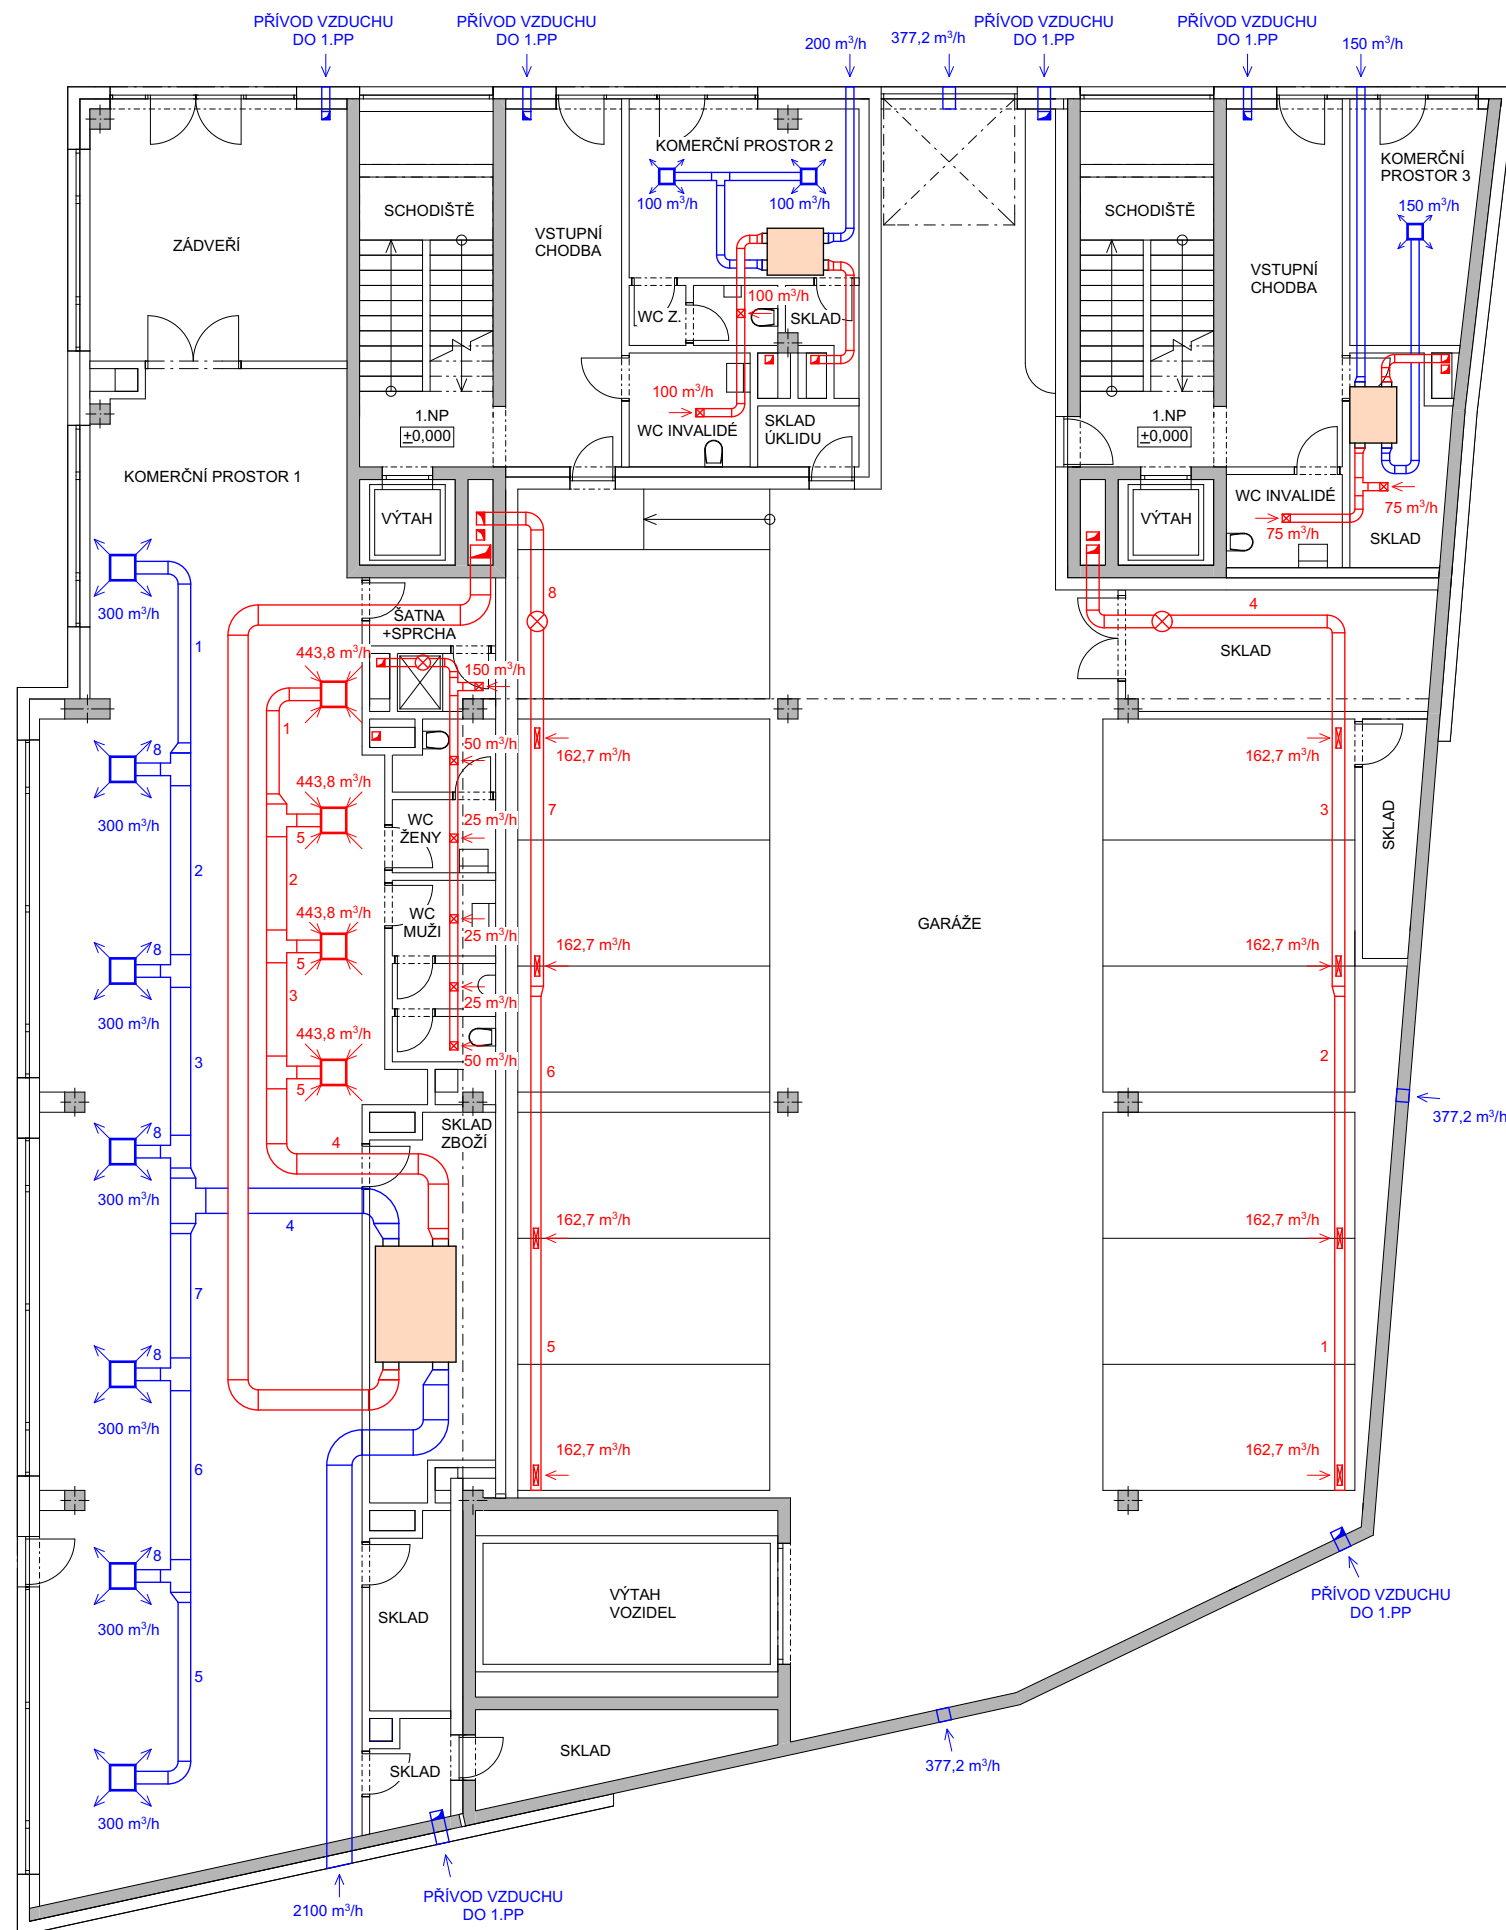 PŘÍVOD VZDUCHU
DO 1.PP
PŘÍVOD VZDUCHU
DO 1.PP
200 m³/h
377,2 m³/h
PŘÍVOD VZDUCHU
DO 1.PP
PŘÍVOD VZDUCHU
DO 1.PP
150 m³/h
KOMERČNÍ PROSTOR 2
KOMERČNÍ
PROSTOR 3
100 m³/h
100 m³/h
150 m³/h
SCHODIŠTĚ
SCHODIŠTĚ
ZÁDVEŘÍ
VSTUPNÍ
CHODBA
VSTUPNÍ
CHODBA
100 m³/h
WC Z.
SKLAD
100 m³/h
1.NP
±0,000
WC INVALIDÉ
SKLAD
ÚKLIDU
1.NP
±0,000
KOMERČNÍ PROSTOR 1
WC INVALIDÉ
75 m³/h
75 m³/h
SKLAD
VÝTAH
VÝTAH
300 m³/h
8
4
ŠATNA
+SPRCHA
1
443,8 m³/h
150 m³/h
SKLAD
1
8
50 m³/h
162,7 m³/h
162,7 m³/h
300 m³/h
443,8 m³/h
5
WC
ŽENY
25 m³/h
7
3
SKLAD
2
2
443,8 m³/h
WC
MUŽI
25 m³/h
GARÁŽE
8
5
162,7 m³/h
162,7 m³/h
300 m³/h
3
25 m³/h
443,8 m³/h
3
50 m³/h
6
2
5
377,2 m³/h
8
4
SKLAD
ZBOŽÍ
300 m³/h
4
162,7 m³/h
162,7 m³/h
7
8
5
1
300 m³/h
6
162,7 m³/h
162,7 m³/h
8
300 m³/h
SKLAD
VÝTAH
VOZIDEL
PŘÍVOD VZDUCHU
DO 1.PP
5
SKLAD
SKLAD
377,2 m³/h
300 m³/h
2100 m³/h
PŘÍVOD VZDUCHU
DO 1.PP